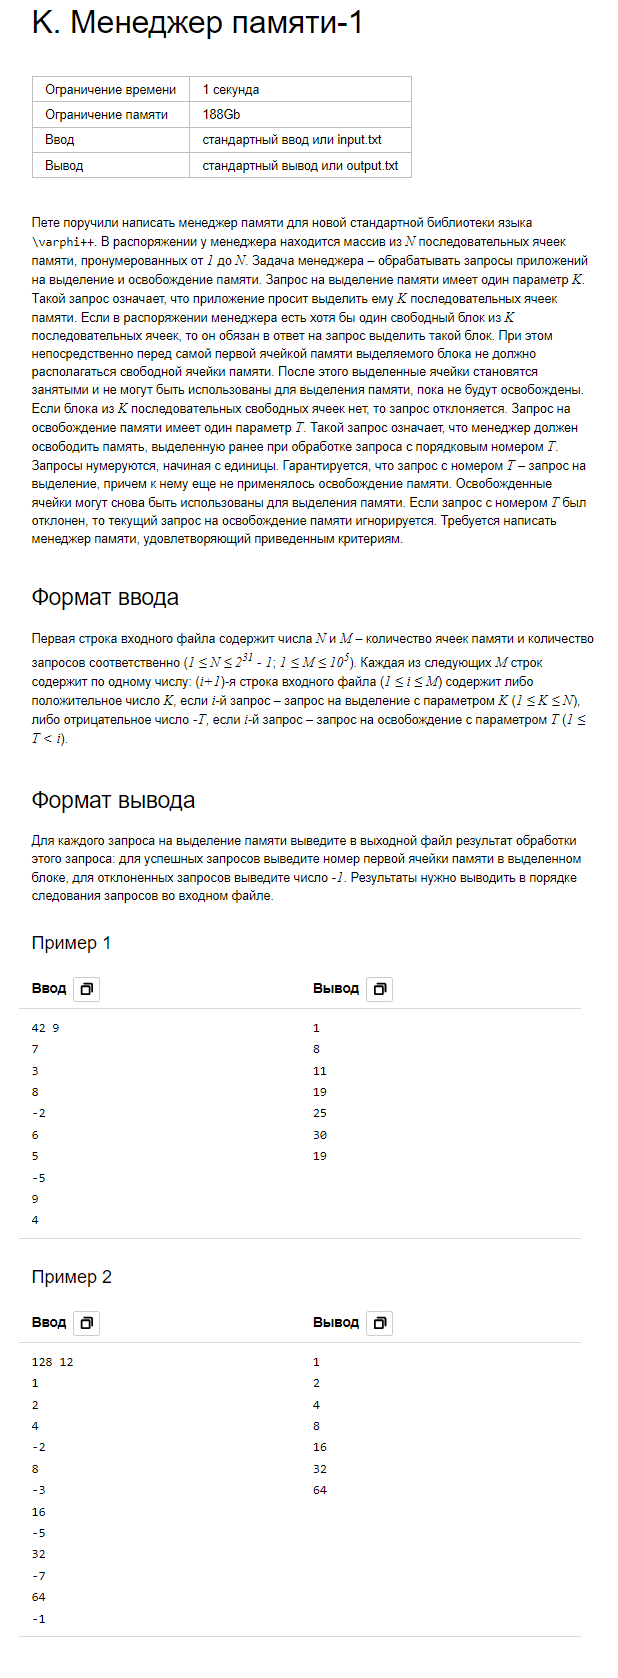 K. Менеджер памяти-1
Ограничение времени 1 секунда
Ограничение памяти 188Gb
Ввод стандартный ввод или input.txt
Вывод стандартный вывод или output.txt
Пете поручили написать менеджер памяти для новой стандартной библиотеки языка
\varphi++. В распоряжении у менеджера находится массив из N последовательных ячеек
памяти, пронумерованных от 1 до N. Задача менеджера – обрабатывать запросы приложений
на выделение и освобождение памяти. Запрос на выделение памяти имеет один параметр K.
Такой запрос означает, что приложение просит выделить ему K последовательных ячеек
памяти. Если в распоряжении менеджера есть хотя бы один свободный блок из K
последовательных ячеек, то он обязан в ответ на запрос выделить такой блок. При этом
непосредственно перед самой первой ячейкой памяти выделяемого блока не должно
располагаться свободной ячейки памяти. После этого выделенные ячейки становятся
занятыми и не могут быть использованы для выделения памяти, пока не будут освобождены.
Если блока из K последовательных свободных ячеек нет, то запрос отклоняется. Запрос на
освобождение памяти имеет один параметр T. Такой запрос означает, что менеджер должен
освободить память, выделенную ранее при обработке запроса с порядковым номером T.
Запросы нумеруются, начиная с единицы. Гарантируется, что запрос с номером T – запрос на
выделение, причем к нему еще не применялось освобождение памяти. Освобожденные
ячейки могут снова быть использованы для выделения памяти. Если запрос с номером T был
отклонен, то текущий запрос на освобождение памяти игнорируется. Требуется написать
менеджер памяти, удовлетворяющий приведенным критериям.
Формат ввода
Первая строка входного файла содержит числа N и M – количество ячеек памяти и количество
запросов соответственно (1 ≤ N ≤ 2^31 - 1; 1 ≤ M ≤ 10^5). Каждая из следующих M строк
содержит по одному числу: (i+1)-я строка входного файла (1 ≤ i ≤ M) содержит либо
положительное число K, если i-й запрос – запрос на выделение с параметром K (1 ≤ K ≤ N),
либо отрицательное число -T, если i-й запрос – запрос на освобождение с параметром T (1 ≤
T < i).
Формат вывода
Для каждого запроса на выделение памяти выведите в выходной файл результат обработки
этого запроса: для успешных запросов выведите номер первой ячейки памяти в выделенном
блоке, для отклоненных запросов выведите число -1. Результаты нужно выводить в порядке
следования запросов во входном файле.
Пример 1
Ввод Вывод
42 9 1
7 8
3 11
8 19
-2 25
6 30
5 19
-5
9
4
Пример 2
Ввод Вывод
128 12 1
1 2
2 4
4 8
-2 16
8 32
-3 64
16
-5
32
-7
64
-1